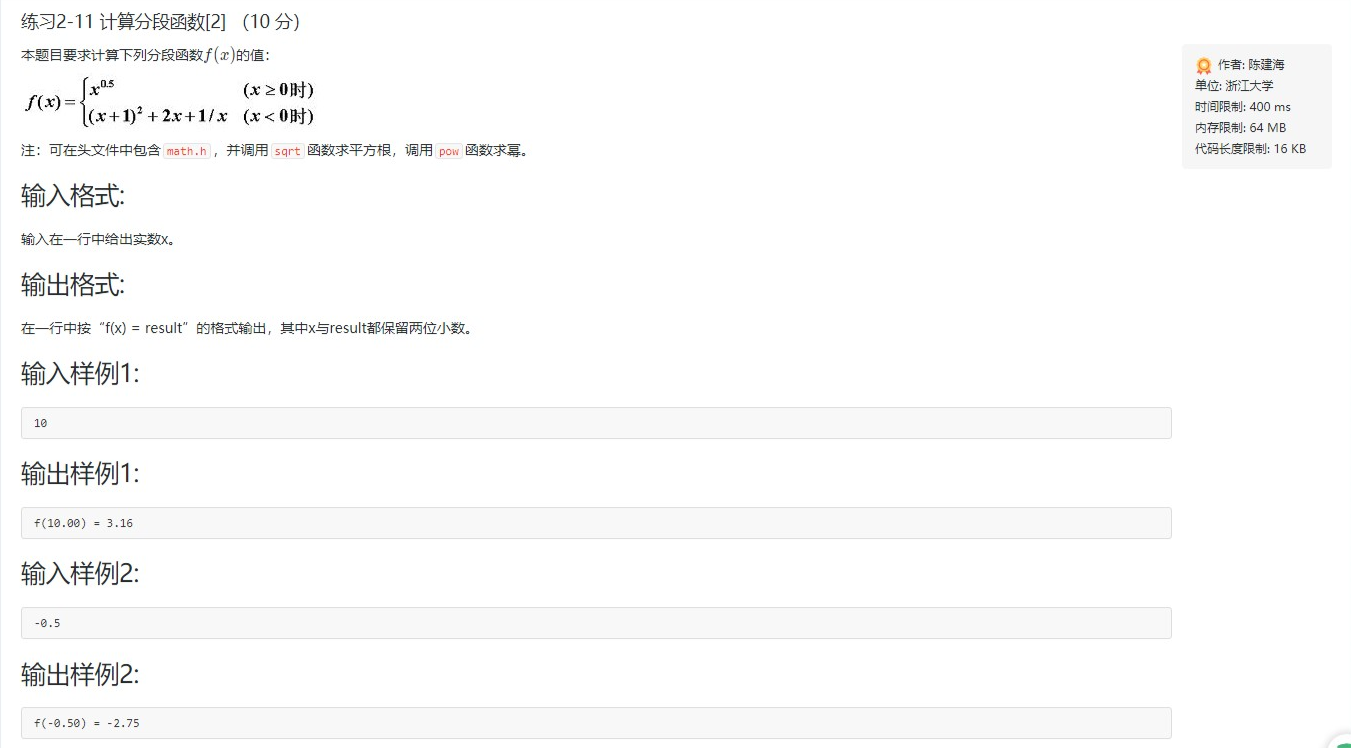 练习2-11 计算分段函数[2] （10 分）
本题目要求计算下列分段函数f(x)的值：
作者: 陈建海
单位: 浙江大学
时间限制: 400 ms
内存限制: 64 MB
代码长度限制: 16 KB
f(x)={x^0.5 (x ≥ 0时)
(x+1)^2 + 2x + 1/x (x < 0时)
注：可在头文件中包含math.h，并调用sqrt函数求平方根，调用pow函数求幂。
输入格式:
输入在一行中给出实数x。
输出格式:
在一行中按“f(x) = result”的格式输出，其中x与result都保留两位小数。
输入样例1:
10
输出样例1:
f(10.00) = 3.16
输入样例2:
-0.5
输出样例2:
f(-0.50) = -2.75